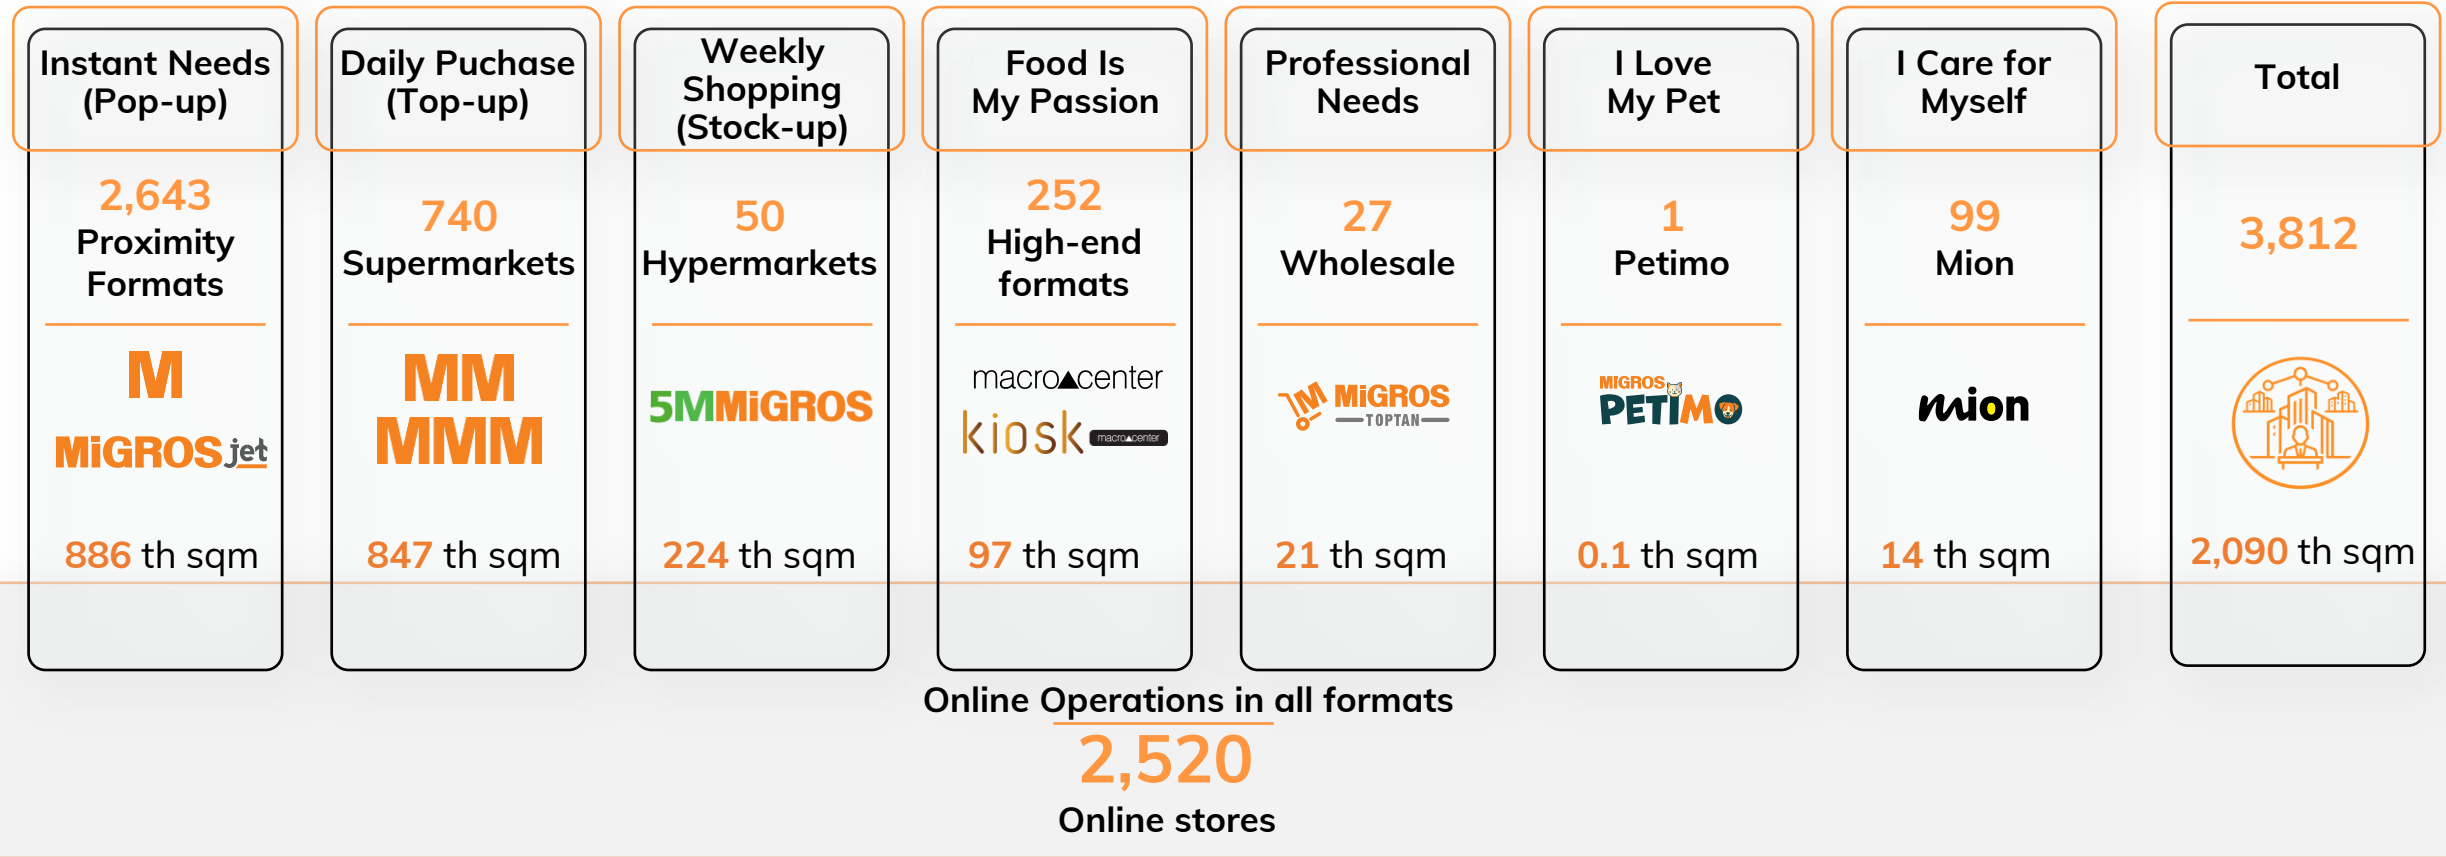 Instant Needs
(Pop-up)
2,643
Proximity
Formats
M
MiGROS jet
886 th sqm
Daily Puchase
(Top-up)
740
Supermarkets
MM
MMM
847 th sqm
Weekly
Shopping
(Stock-up)
50
Hypermarkets
5MMiGROS
224 th sqm
Food Is
My Passion
252
High-end
formats
macrocenter
kiosk macrocenter
97 th sqm
Professional
Needs
27
Wholesale
M MiGROS
TOPTAN
21 th sqm
I Love
My Pet
1
Petimo
MIGROS
PETIMO
0.1 th sqm
I Care for
Myself
99
Mion
mion
14 th sqm
Total
3,812
2,090 th sqm
Online Operations in all formats
2,520
Online stores